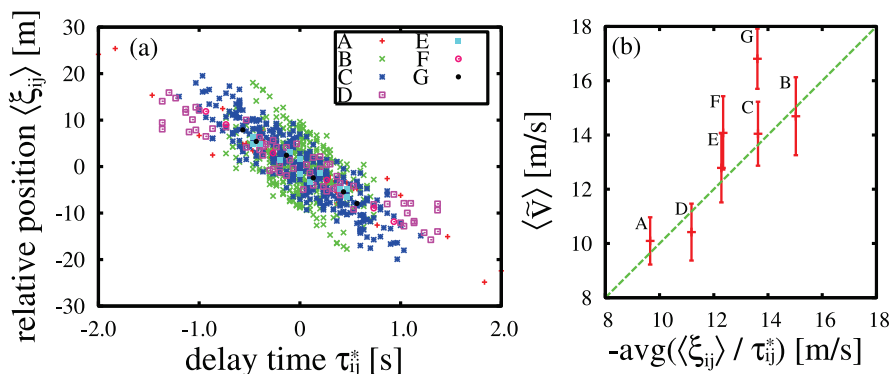 (a)
relative position ⟨ξij⟩ [m]
30
20
10
0
-10
-20
-30
-2.0 -1.0 0 1.0 2.0
delay time τ*ij [s]
A E
B F
C G
D
(b)
⟨ṽ⟩ [m/s]
18
16
14
12
10
8
G
B
F
C
E
D
A
8 10 12 14 16 18
-avg(⟨ξij⟩ / τ*ij) [m/s]